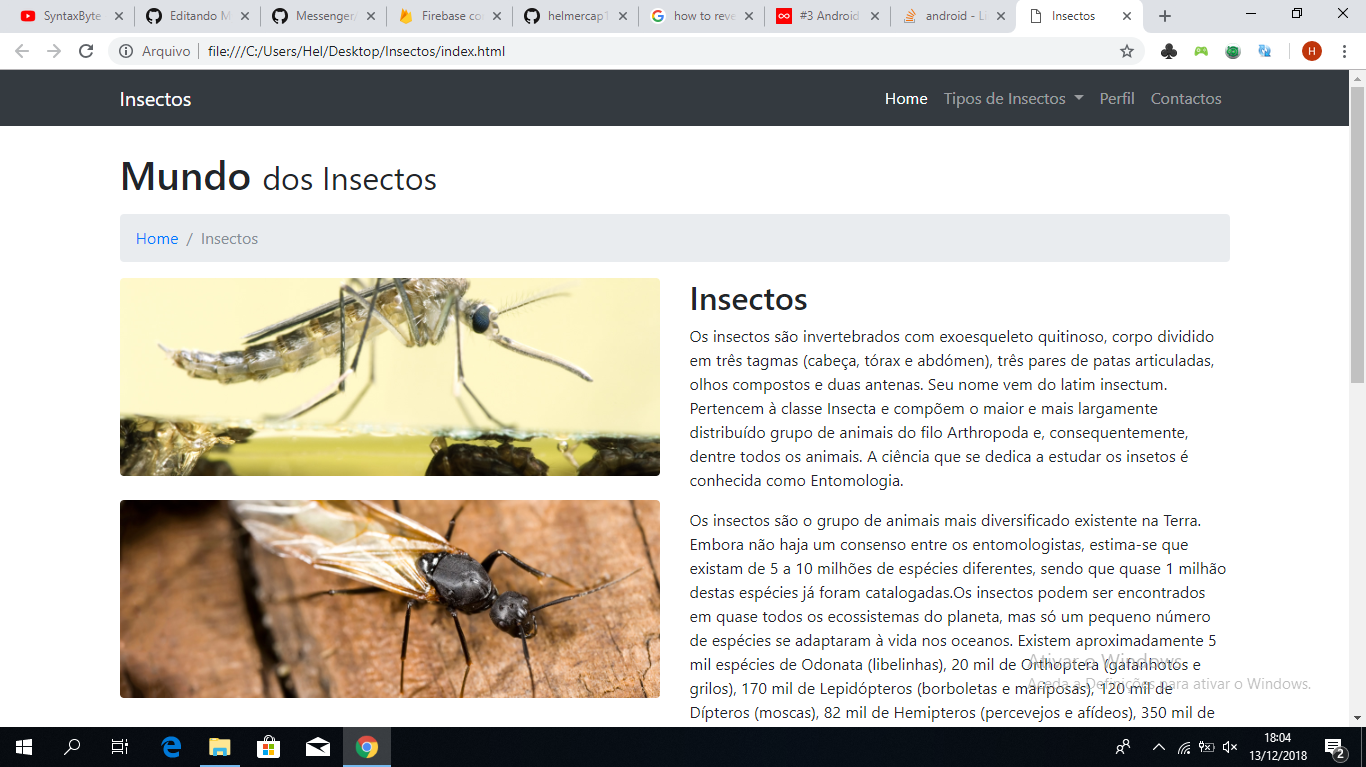 SyntaxByte
Editando M
Messenger
Firebase co
helmercap1
how to reve
#3 Android
android - Li
Insectos
Arquivo
file:///C:/Users/Hel/Desktop/Insectos/index.html
H
Insectos
Home
Tipos de Insectos
Perfil
Contactos
Mundo dos Insectos
Home / Insectos
Insectos
Os insectos são invertebrados com exoesqueleto quitinoso, corpo dividido
em três tagmas (cabeça, tórax e abdómen), três pares de patas articuladas,
olhos compostos e duas antenas. Seu nome vem do latim insectum.
Pertencem à classe Insecta e compõem o maior e mais largamente
distribuído grupo de animais do filo Arthropoda e, consequentemente,
dentre todos os animais. A ciência que se dedica a estudar os insetos é
conhecida como Entomologia.
Os insectos são o grupo de animais mais diversificado existente na Terra.
Embora não haja um consenso entre os entomologistas, estima-se que
existam de 5 a 10 milhões de espécies diferentes, sendo que quase 1 milhão
destas espécies já foram catalogadas.Os insectos podem ser encontrados
em quase todos os ecossistemas do planeta, mas só um pequeno número
de espécies se adaptaram à vida nos oceanos. Existem aproximadamente 5
mil espécies de Odonata (libelinhas), 20 mil de Orthoptera (gafanhotos e
grilos), 170 mil de Lepidópteros (borboletas e mariposas), 120 mil de
Dípteros (moscas), 82 mil de Hemipteros (percevejos e afídeos), 350 mil de
Ativar o Windows
Aceda a Definições para ativar o Windows.
18:04
13/12/2018
2